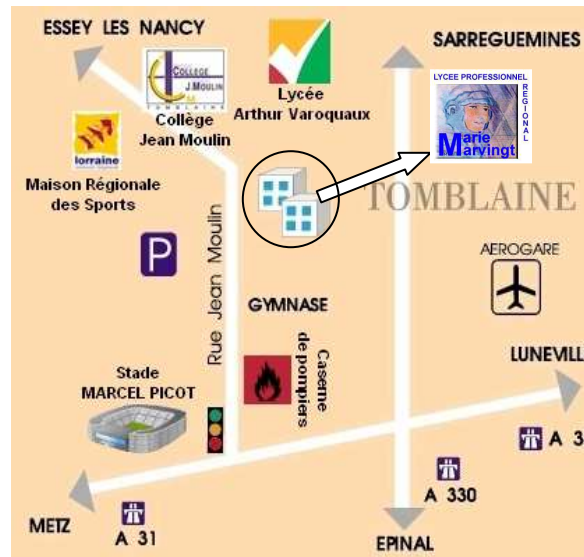 ESSEY LES NANCY
SARREGUEMINES
COLLEGE
J.MOULIN
TOMBLAINE
Collège
Jean Moulin
Lycée
Arthur Varoquaux
LYCEE PROFESSIONNEL
REGIONAL
Marie
Marvingt
lorraine
Maison Régionale
des Sports
TOMBLAINE
P
Rue Jean Moulin
AEROGARE
GYMNASE
Caserne
de pompiers
LUNEVILL
Stade
MARCEL PICOT
A 3
A 330
METZ
A 31
EPINAL